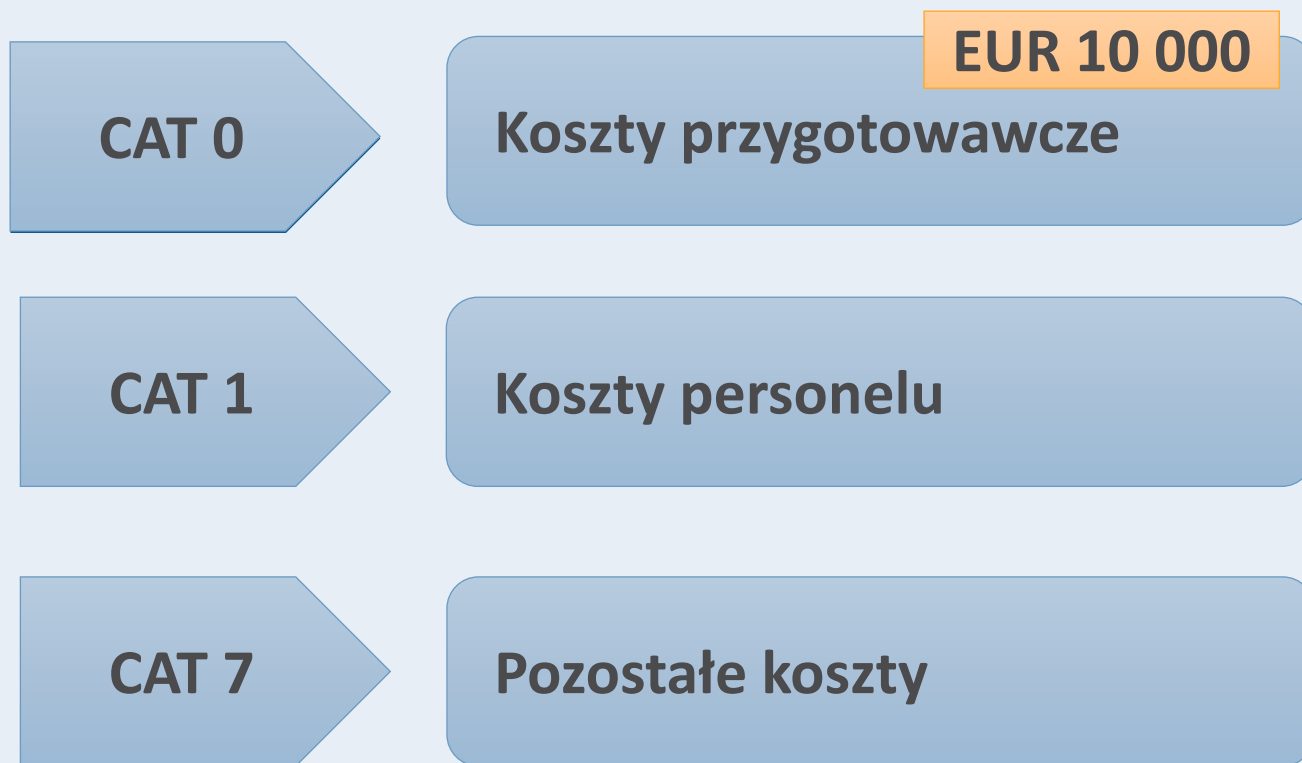 EUR 10 000
CAT 0
Koszty przygotowawcze
CAT 1
Koszty personelu
CAT 7
Pozostałe koszty